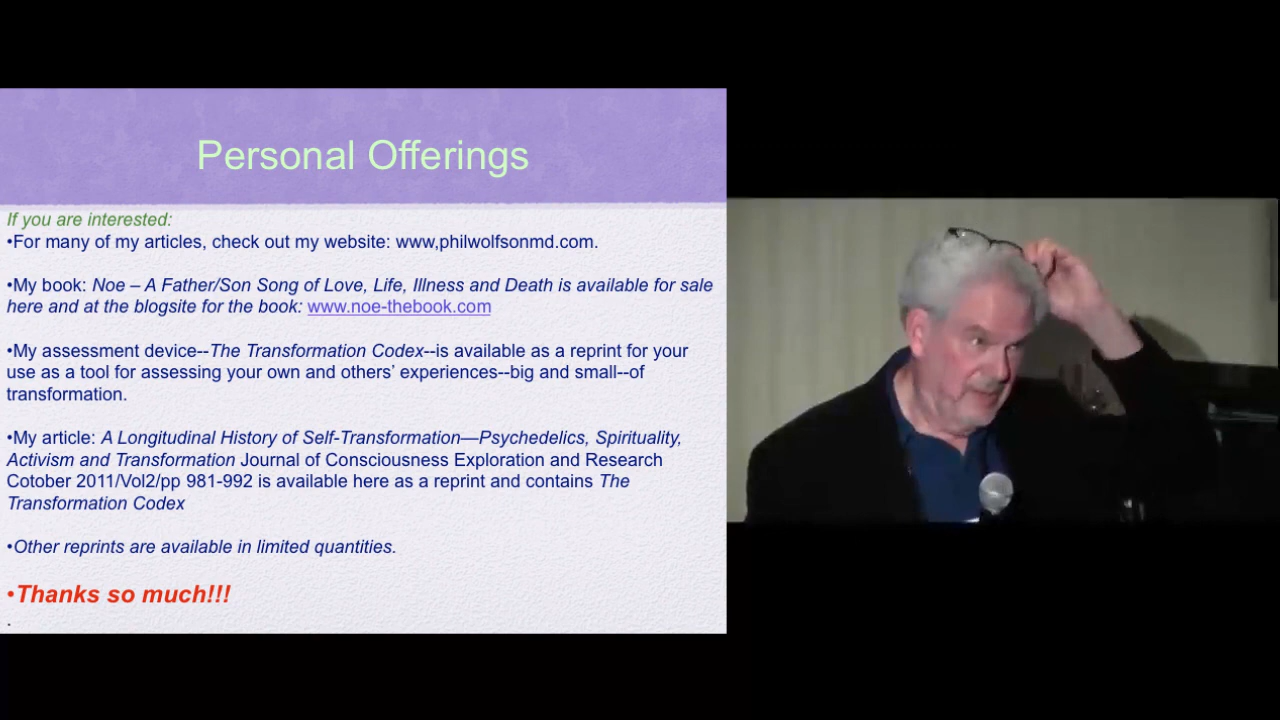 Personal Offerings
If you are interested:
•For many of my articles, check out my website: www,philwolfsonmd.com.
•My book: Noe – A Father/Son Song of Love, Life, Illness and Death is available for sale
here and at the blogsite for the book: www.noe-thebook.com
•My assessment device--The Transformation Codex--is available as a reprint for your
use as a tool for assessing your own and others’ experiences--big and small--of
transformation.
•My article: A Longitudinal History of Self-Transformation—Psychedelics, Spirituality,
Activism and Transformation Journal of Consciousness Exploration and Research
Cotober 2011/Vol2/pp 981-992 is available here as a reprint and contains The
Transformation Codex
•Other reprints are available in limited quantities.
•Thanks so much!!!
.